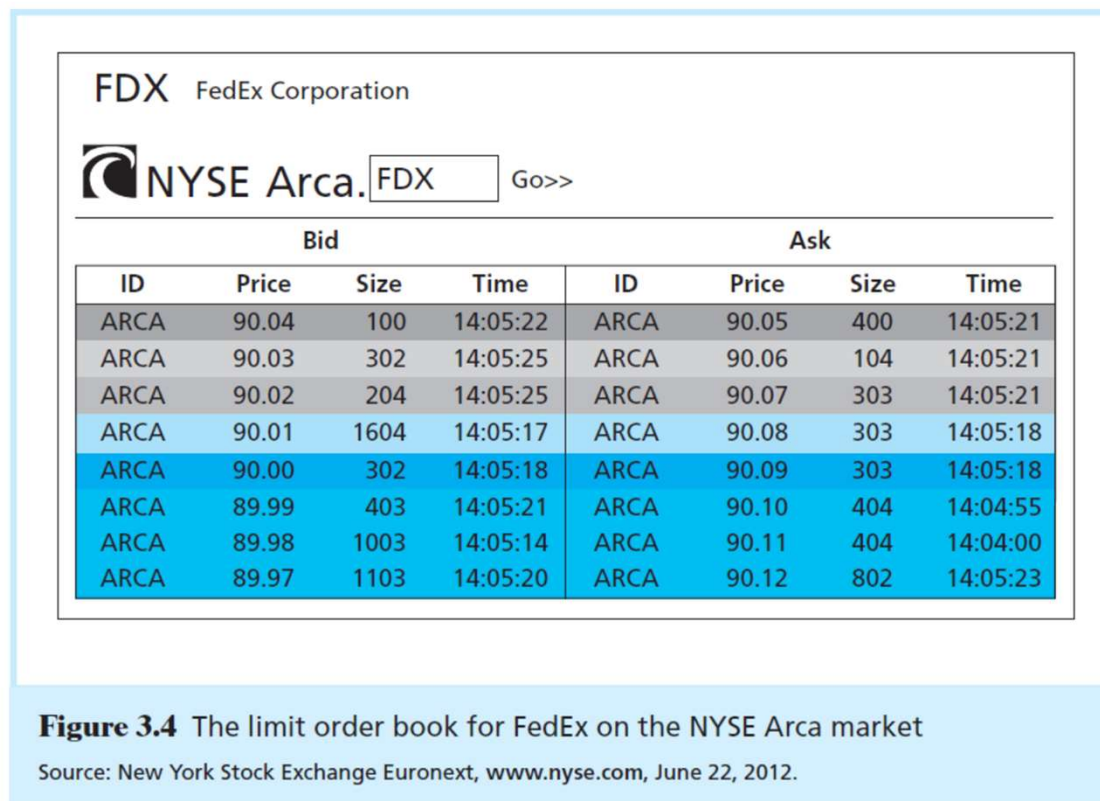 FDX FedEx Corporation
NYSE Arca. FDX Go>>
Bid Ask
ID Price Size Time ID Price Size Time
ARCA 90.04 100 14:05:22 ARCA 90.05 400 14:05:21
ARCA 90.03 302 14:05:25 ARCA 90.06 104 14:05:21
ARCA 90.02 204 14:05:25 ARCA 90.07 303 14:05:21
ARCA 90.01 1604 14:05:17 ARCA 90.08 303 14:05:18
ARCA 90.00 302 14:05:18 ARCA 90.09 303 14:05:18
ARCA 89.99 403 14:05:21 ARCA 90.10 404 14:04:55
ARCA 89.98 1003 14:05:14 ARCA 90.11 404 14:04:00
ARCA 89.97 1103 14:05:20 ARCA 90.12 802 14:05:23
Figure 3.4 The limit order book for FedEx on the NYSE Arca market
Source: New York Stock Exchange Euronext, www.nyse.com, June 22, 2012.